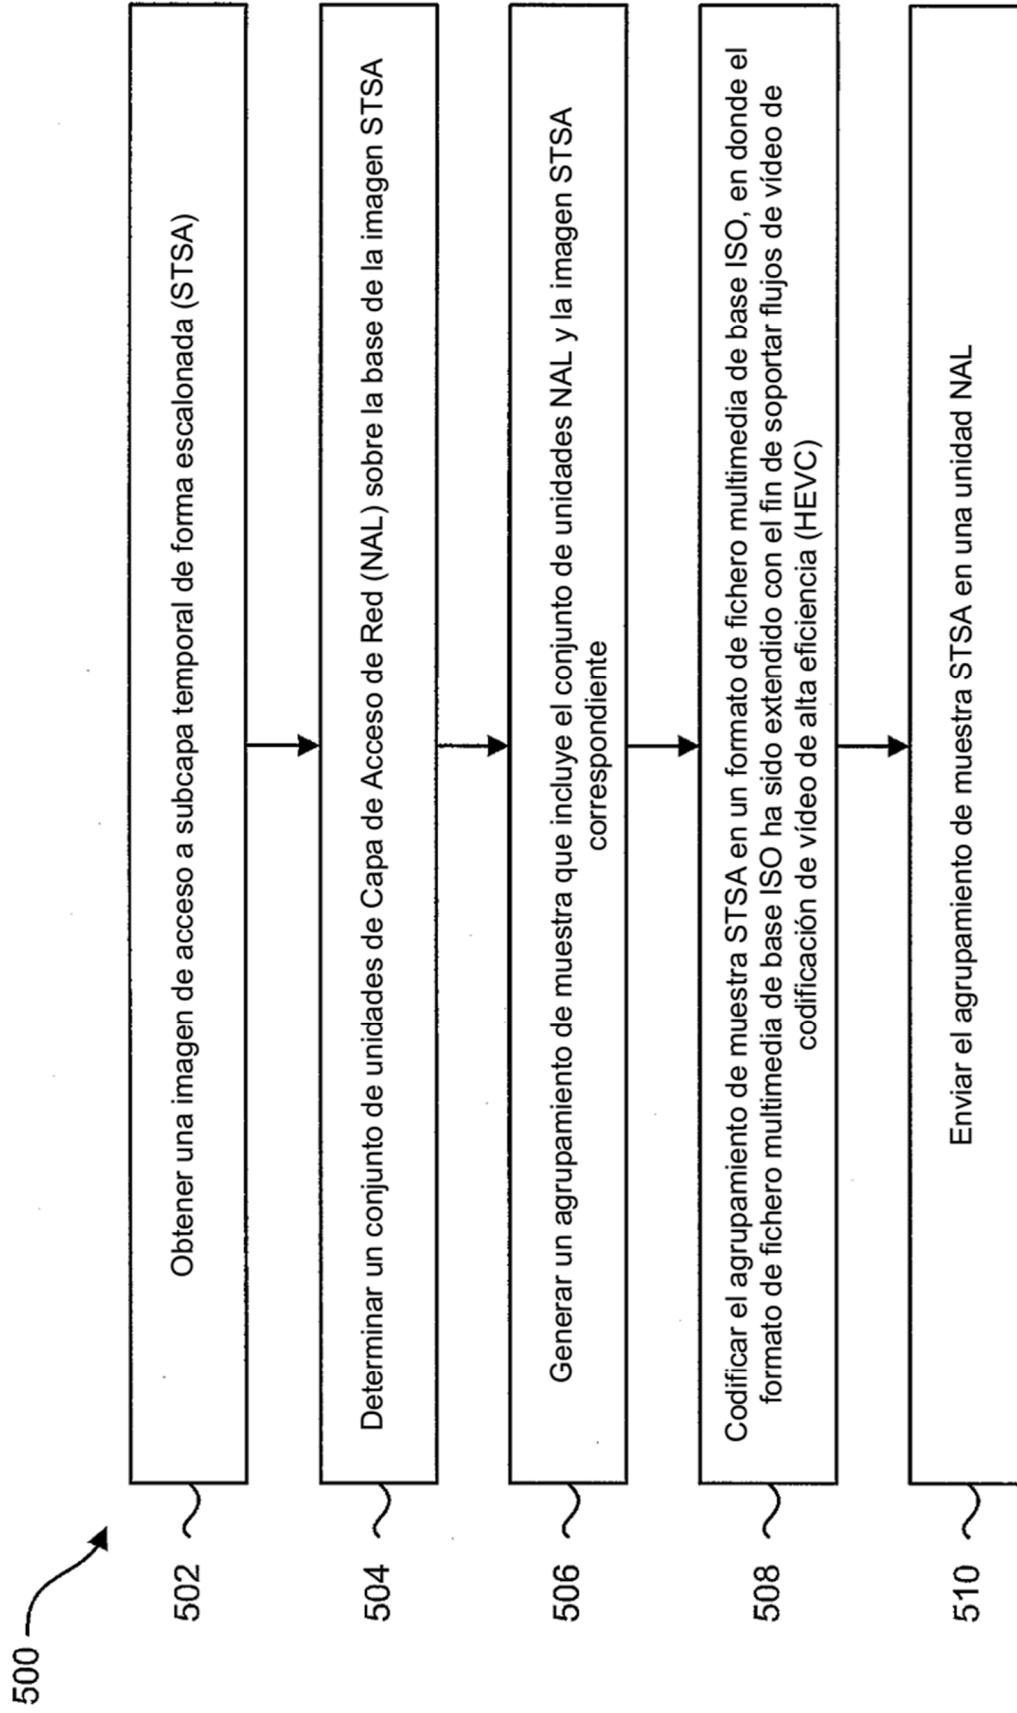 500
502
Obtener una imagen de acceso a subcapa temporal de forma escalonada (STSA)
504
Determinar un conjunto de unidades de Capa de Acceso de Red (NAL) sobre la base de la imagen STSA
506
Generar un agrupamiento de muestra que incluye el conjunto de unidades NAL y la imagen STSA
correspondiente
508
Codificar el agrupamiento de muestra STSA en un formato de fichero multimedia de base ISO, en donde el
formato de fichero multimedia de base ISO ha sido extendido con el fin de soportar flujos de vídeo de
codificación de vídeo de alta eficiencia (HEVC)
510
Enviar el agrupamiento de muestra STSA en una unidad NAL